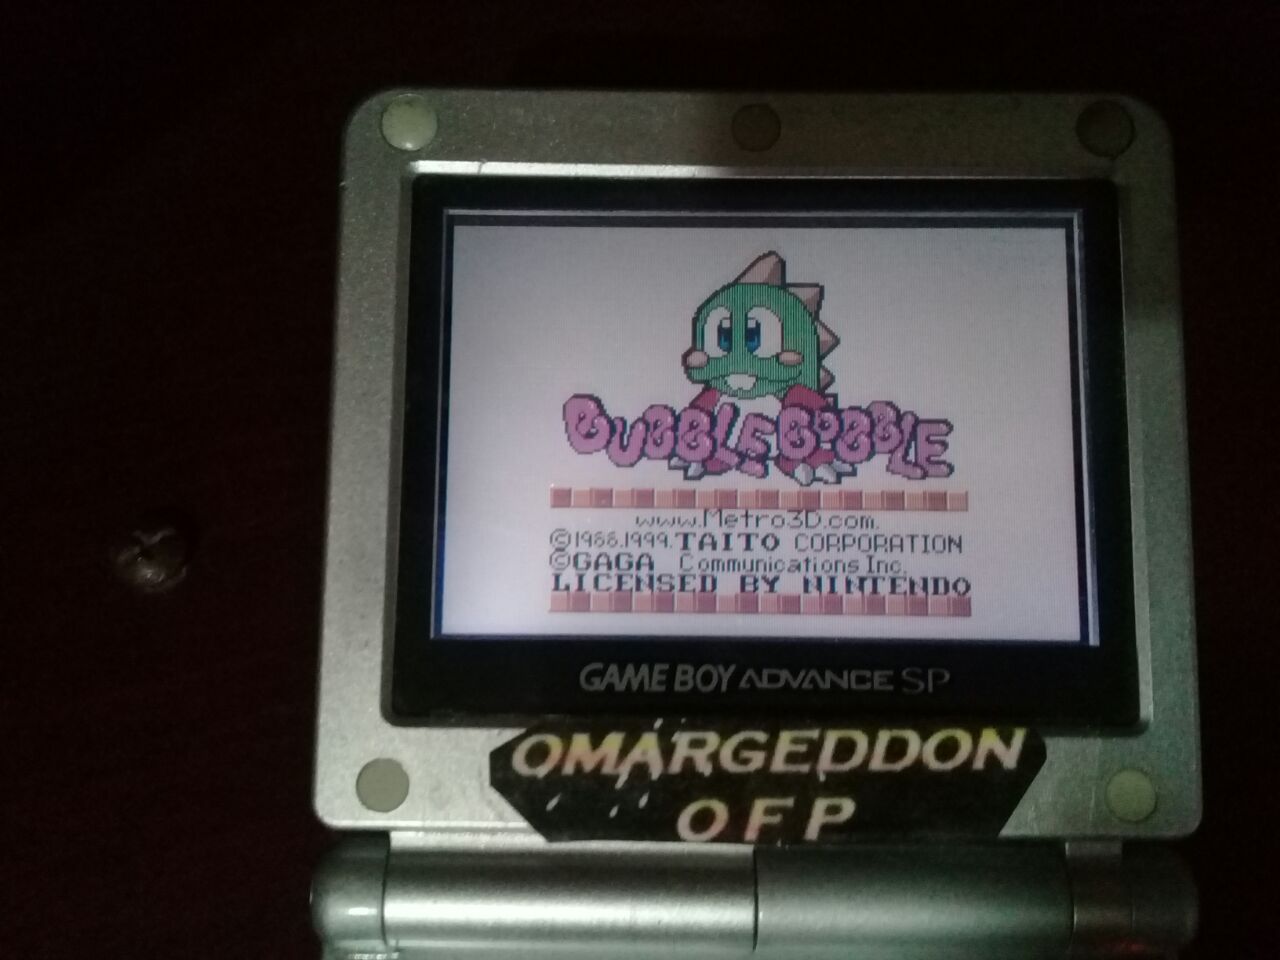 BUBBLE BOBBLE
www.Metro3D.com.
©1988.1999.TAITO CORPORATION
©GAGA Communications Inc.
LICENSED BY NINTENDO
GAME BOY ADVANCE SP
OMARGEDDON
OFP